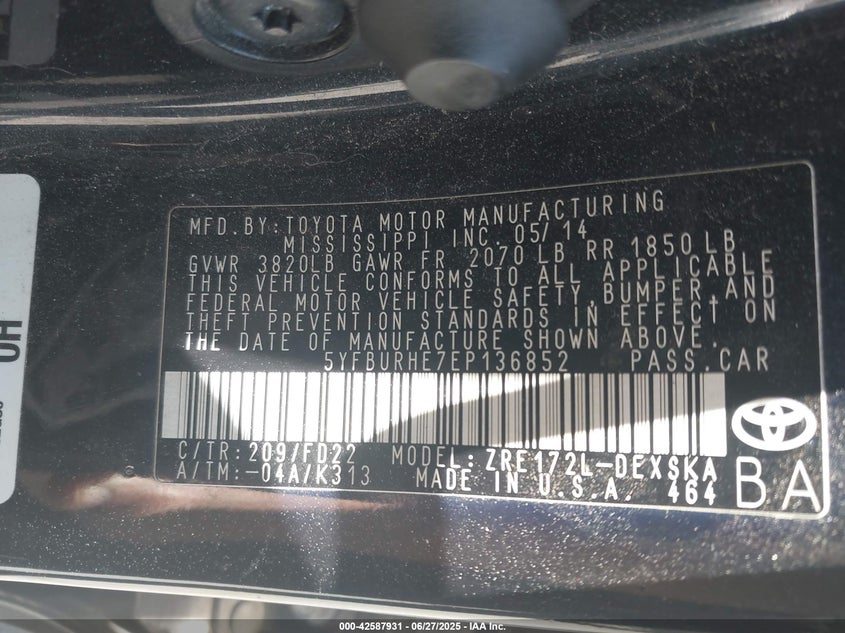 MFD.BY:TOYOTA MOTOR MANUFACTURING
MISSISSIPPI INC. 05/14
GVWR 3820LB GAWR FR 2070 LB RR 1850 LB
THIS VEHICLE CONFORMS TO ALL APPLICABLE
FEDERAL MOTOR VEHICLE SAFETY,BUMPER,AND
THEFT PREVENTION STANDARDS IN EFFECT ON
THE DATE OF MANUFACTURE SHOWN ABOVE.
5YFBURHE7EP136852 PASS.CAR
C/TR:209/FD22 MODEL:ZRE172L-DEXSKA
A/TM:-04A/K313 MADE IN U.S.A. 464
BA
HO
000-42587931 - 06/27/2025 - IAA Inc.